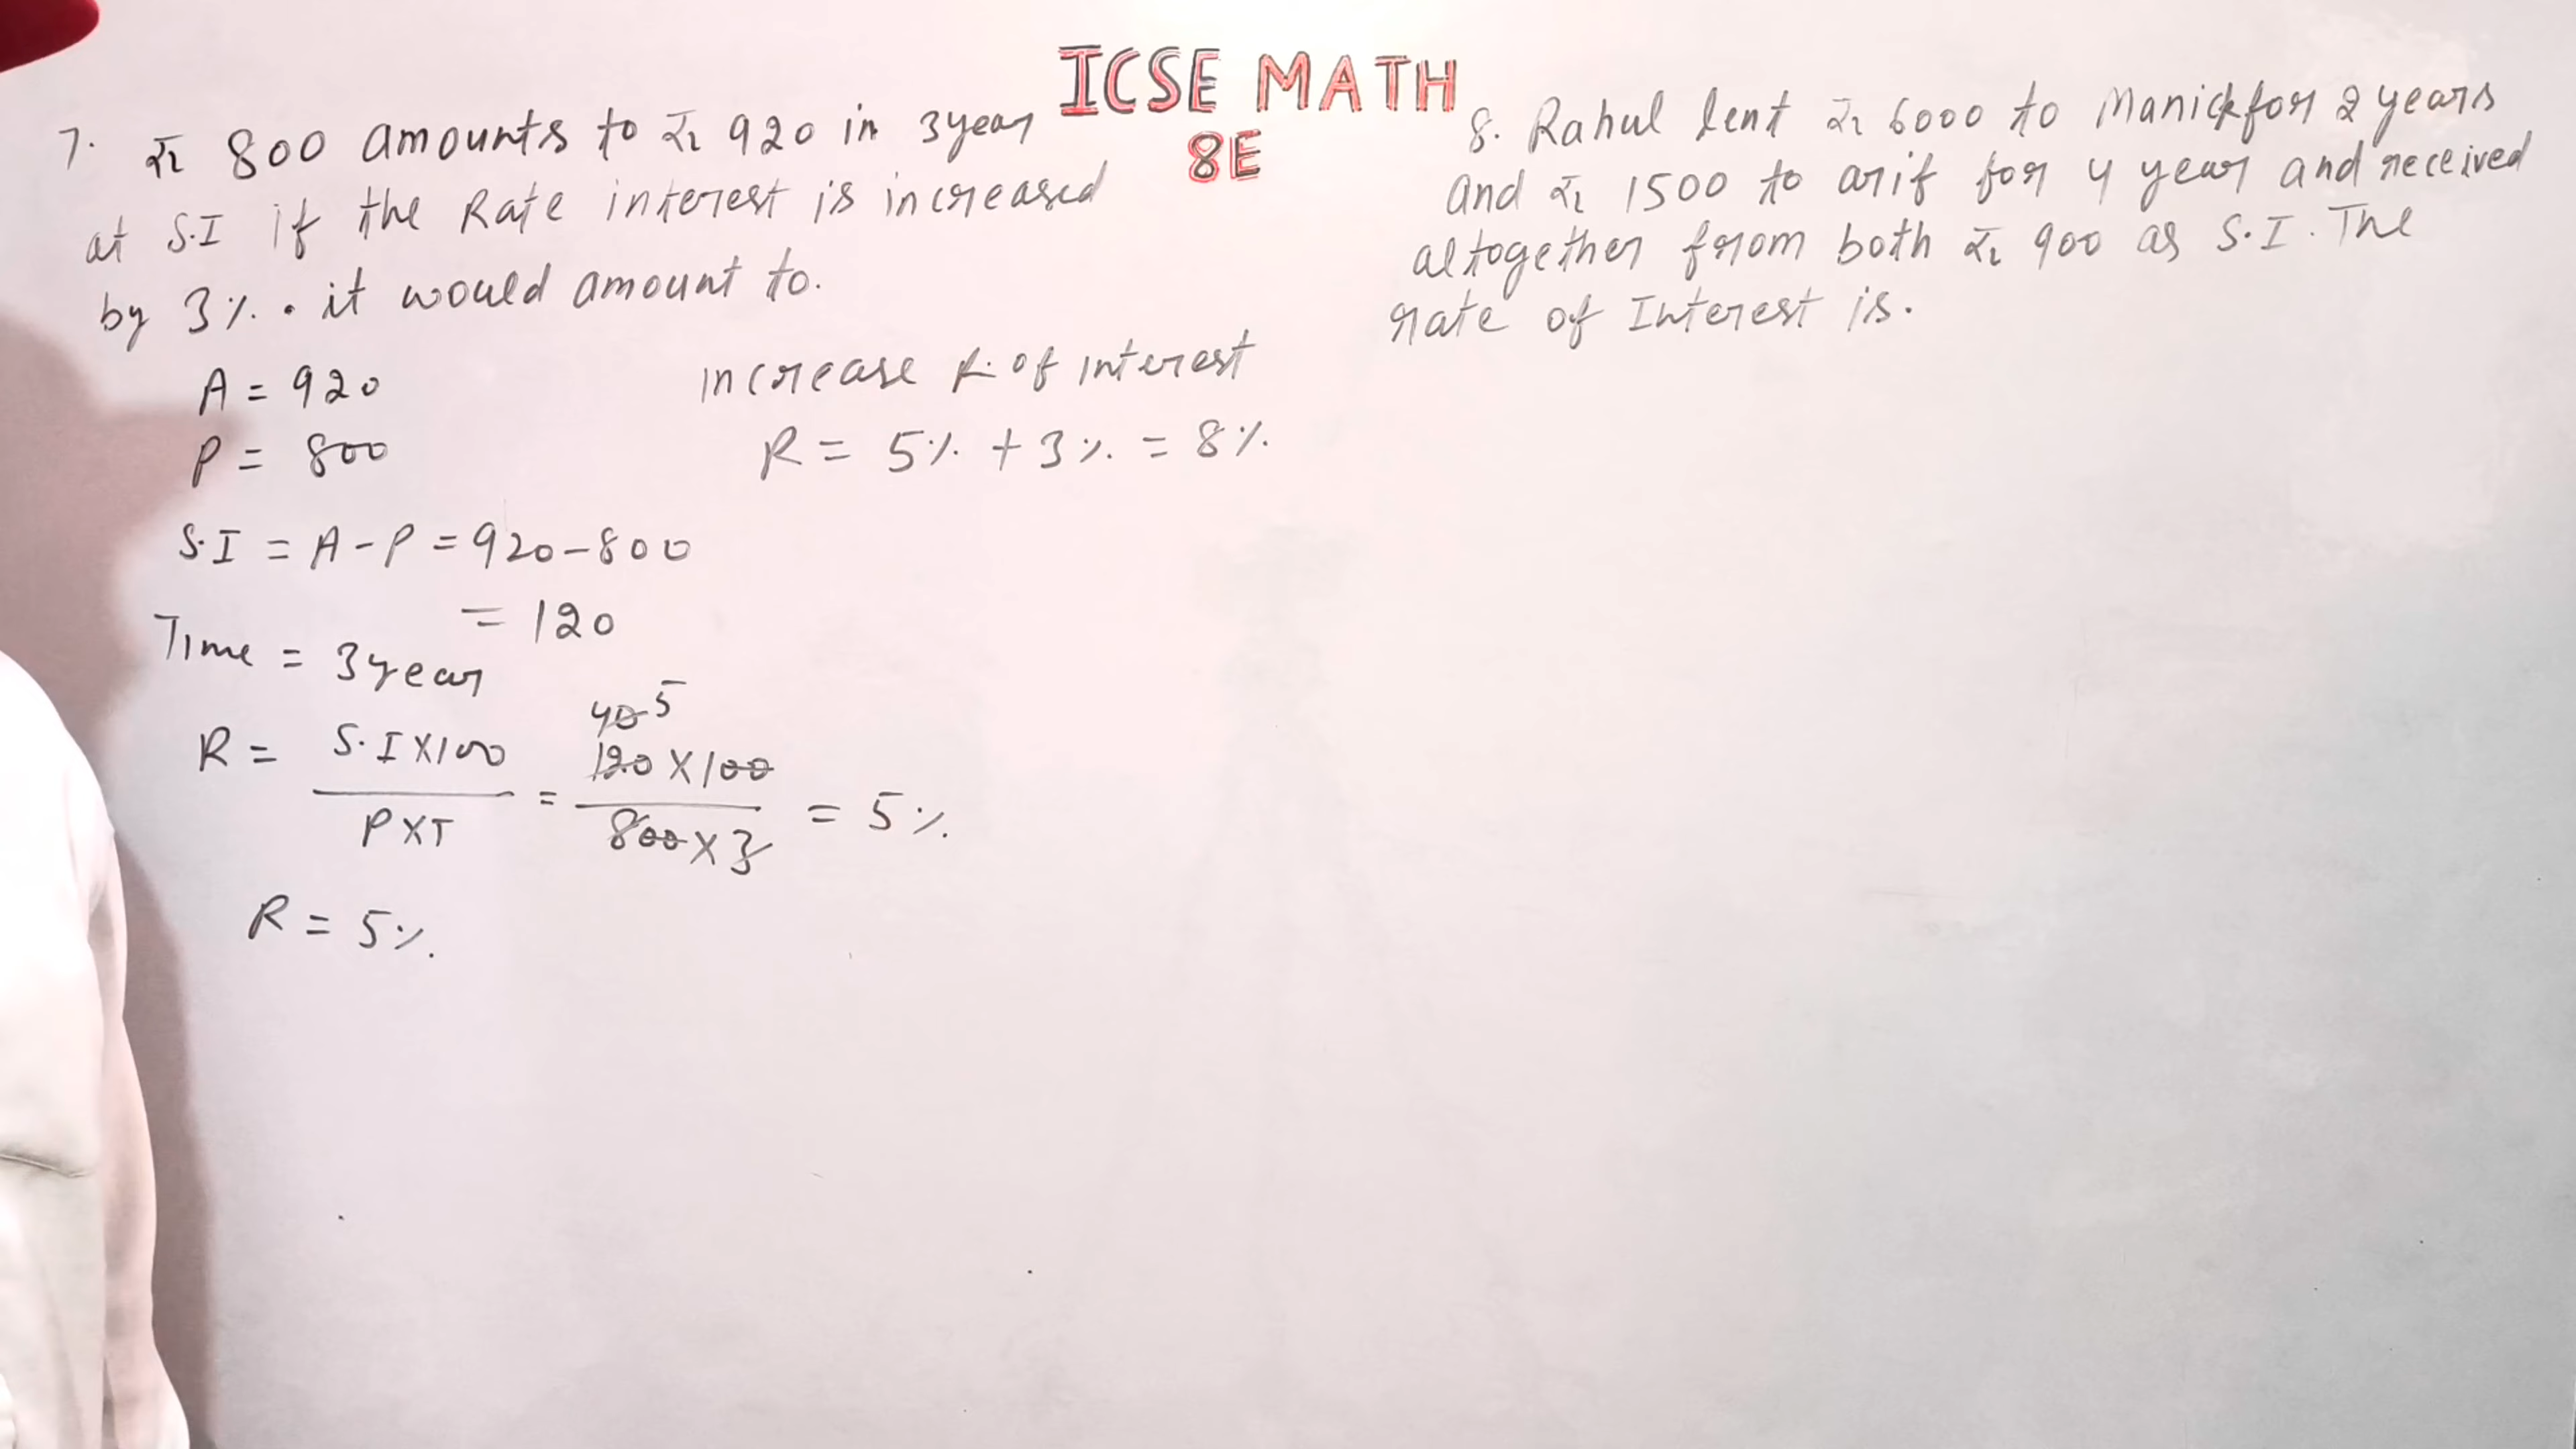 ICSE MATH
8E
7. ₹ 800 amounts to ₹ 920 in 3 year
at S.I if the Rate interest is increased
by 3%. it would amount to.
A = 920
P = 800
S.I = A - P = 920 - 800
= 120
Time = 3 year
40 5
R = S.I X 100 / P X T = 120 X 100 / 800 X 3 = 5%.
R = 5%.
increase R. of interest
R = 5%. + 3%. = 8%.
8. Rahul lent ₹ 6000 to Manick for 2 years
and ₹ 1500 to arif for 4 year and received
altogether from both ₹ 900 as S.I. The
rate of Interest is.